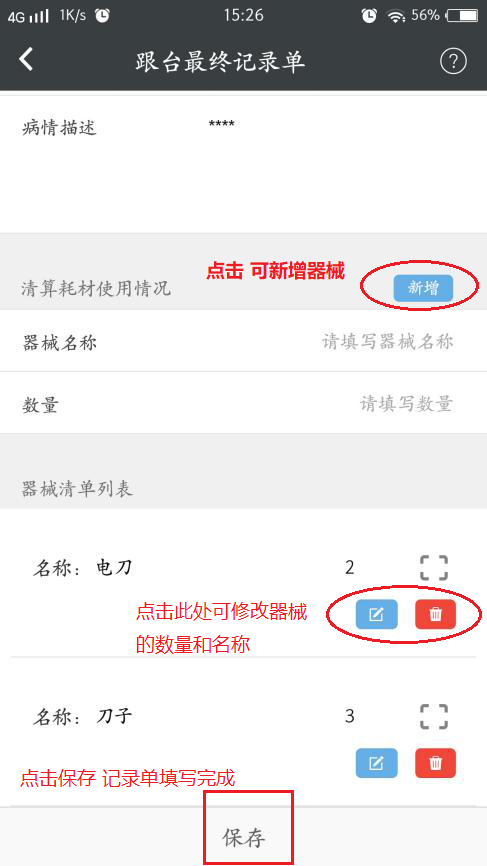 4G 1K/s 15:26 56%
跟台最终记录单 ?
病情描述 ****
点击 可新增器械
清算耗材使用情况 新增
器械名称 请填写器械名称
数量 请填写数量
器械清单列表
名称：电刀 2
点击此处可修改器械
的数量和名称
名称：刀子 3
点击保存 记录单填写完成
保存